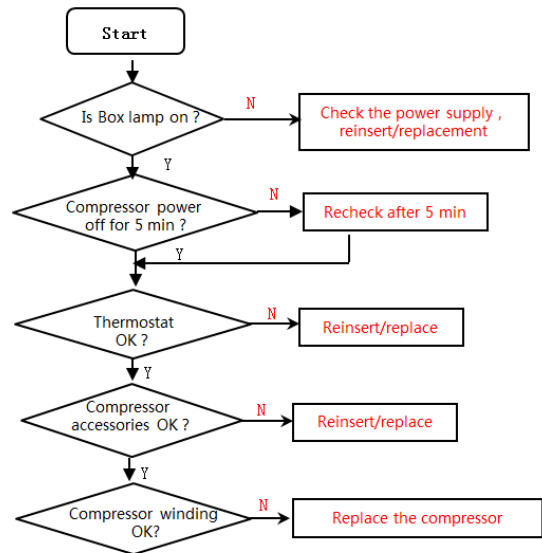 Start
Is Box lamp on ?
N
Check the power supply ,
reinsert/replacement
Y
Compressor power
off for 5 min ?
N
Recheck after 5 min
Y
Thermostat
OK ?
N
Reinsert/replace
Y
Compressor
accessories OK ?
N
Reinsert/replace
Y
Compressor winding
OK?
N
Replace the compressor